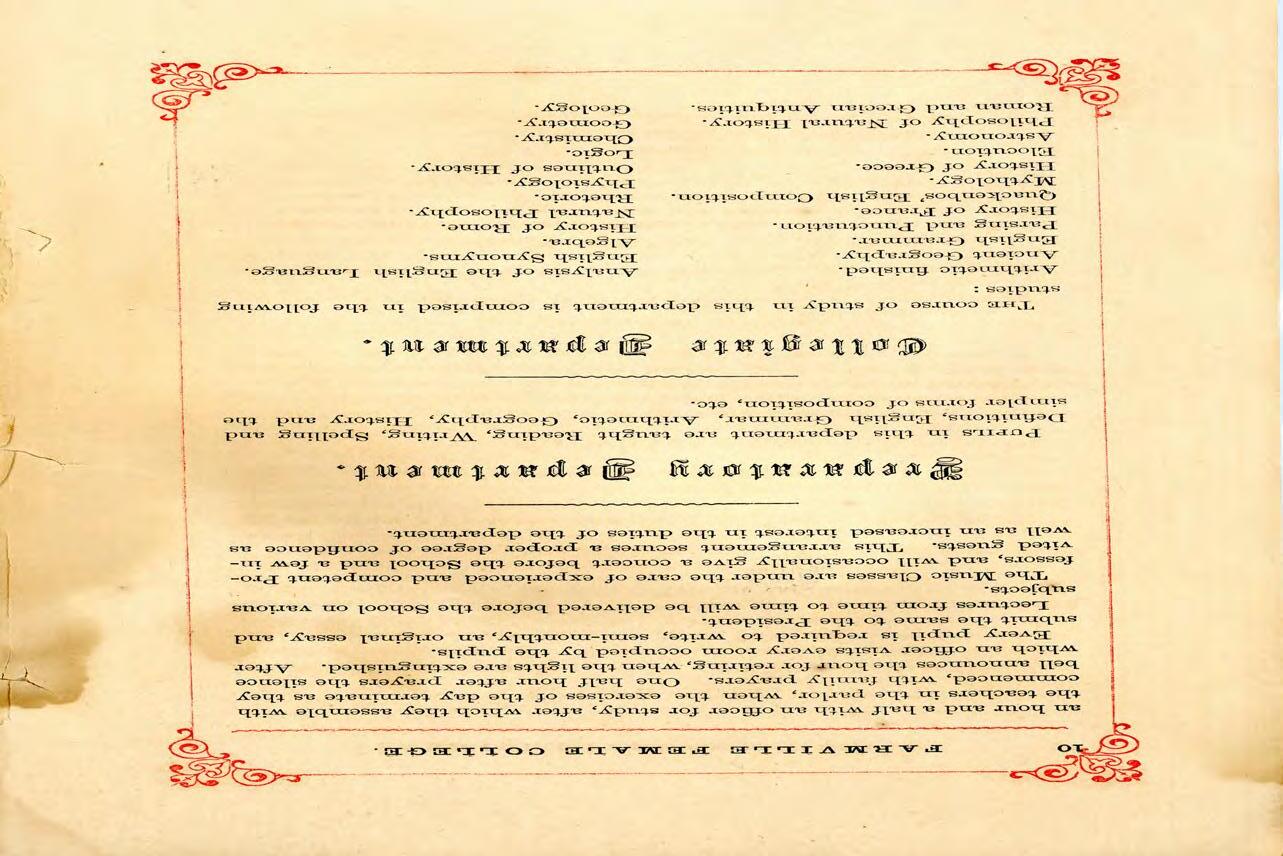 10 FARMVILLE FEMALE COLLEGE.
an hour and a half with an officer for study, after which they assemble with
the teachers in the parlor, when the exercises of the day terminate as they
commenced, with family prayers. One half hour after prayers the silence
bell announces the hour for retiring, when the lights are extinguished. After
which an officer visits every room occupied by the pupils.
Every pupil is required to write, semi-monthly, an original essay, and
submit the same to the President.
Lectures from time to time will be delivered before the School on various
subjects.
The Music Classes are under the care of experienced and competent Pro-
fessors, and will occasionally give a concert before the School and a few in-
vited guests. This arrangement secures a proper degree of confidence as
well as an increased interest in the duties of the department.
Preparatory Department.
PUPILS in this department are taught Reading, Writing, Spelling and
Definitions, English Grammar, Arithmetic, Geography, History and the
simpler forms of composition, etc.
Collegiate Department.
THE course of study in this department is comprised in the following
studies :
Arithmetic finished.
Ancient Geography.
English Grammar.
Parsing and Punctuation.
History of France.
Quackenbos' English Composition.
Mythology.
History of Greece.
Elocution.
Astronomy.
Philosophy of Natural History.
Roman and Grecian Antiquities.
Analysis of the English Language.
English Synonyms.
Algebra.
History of Rome.
Natural Philosophy.
Rhetoric.
Physiology.
Outlines of History.
Logic.
Chemistry.
Geometry.
Geology.